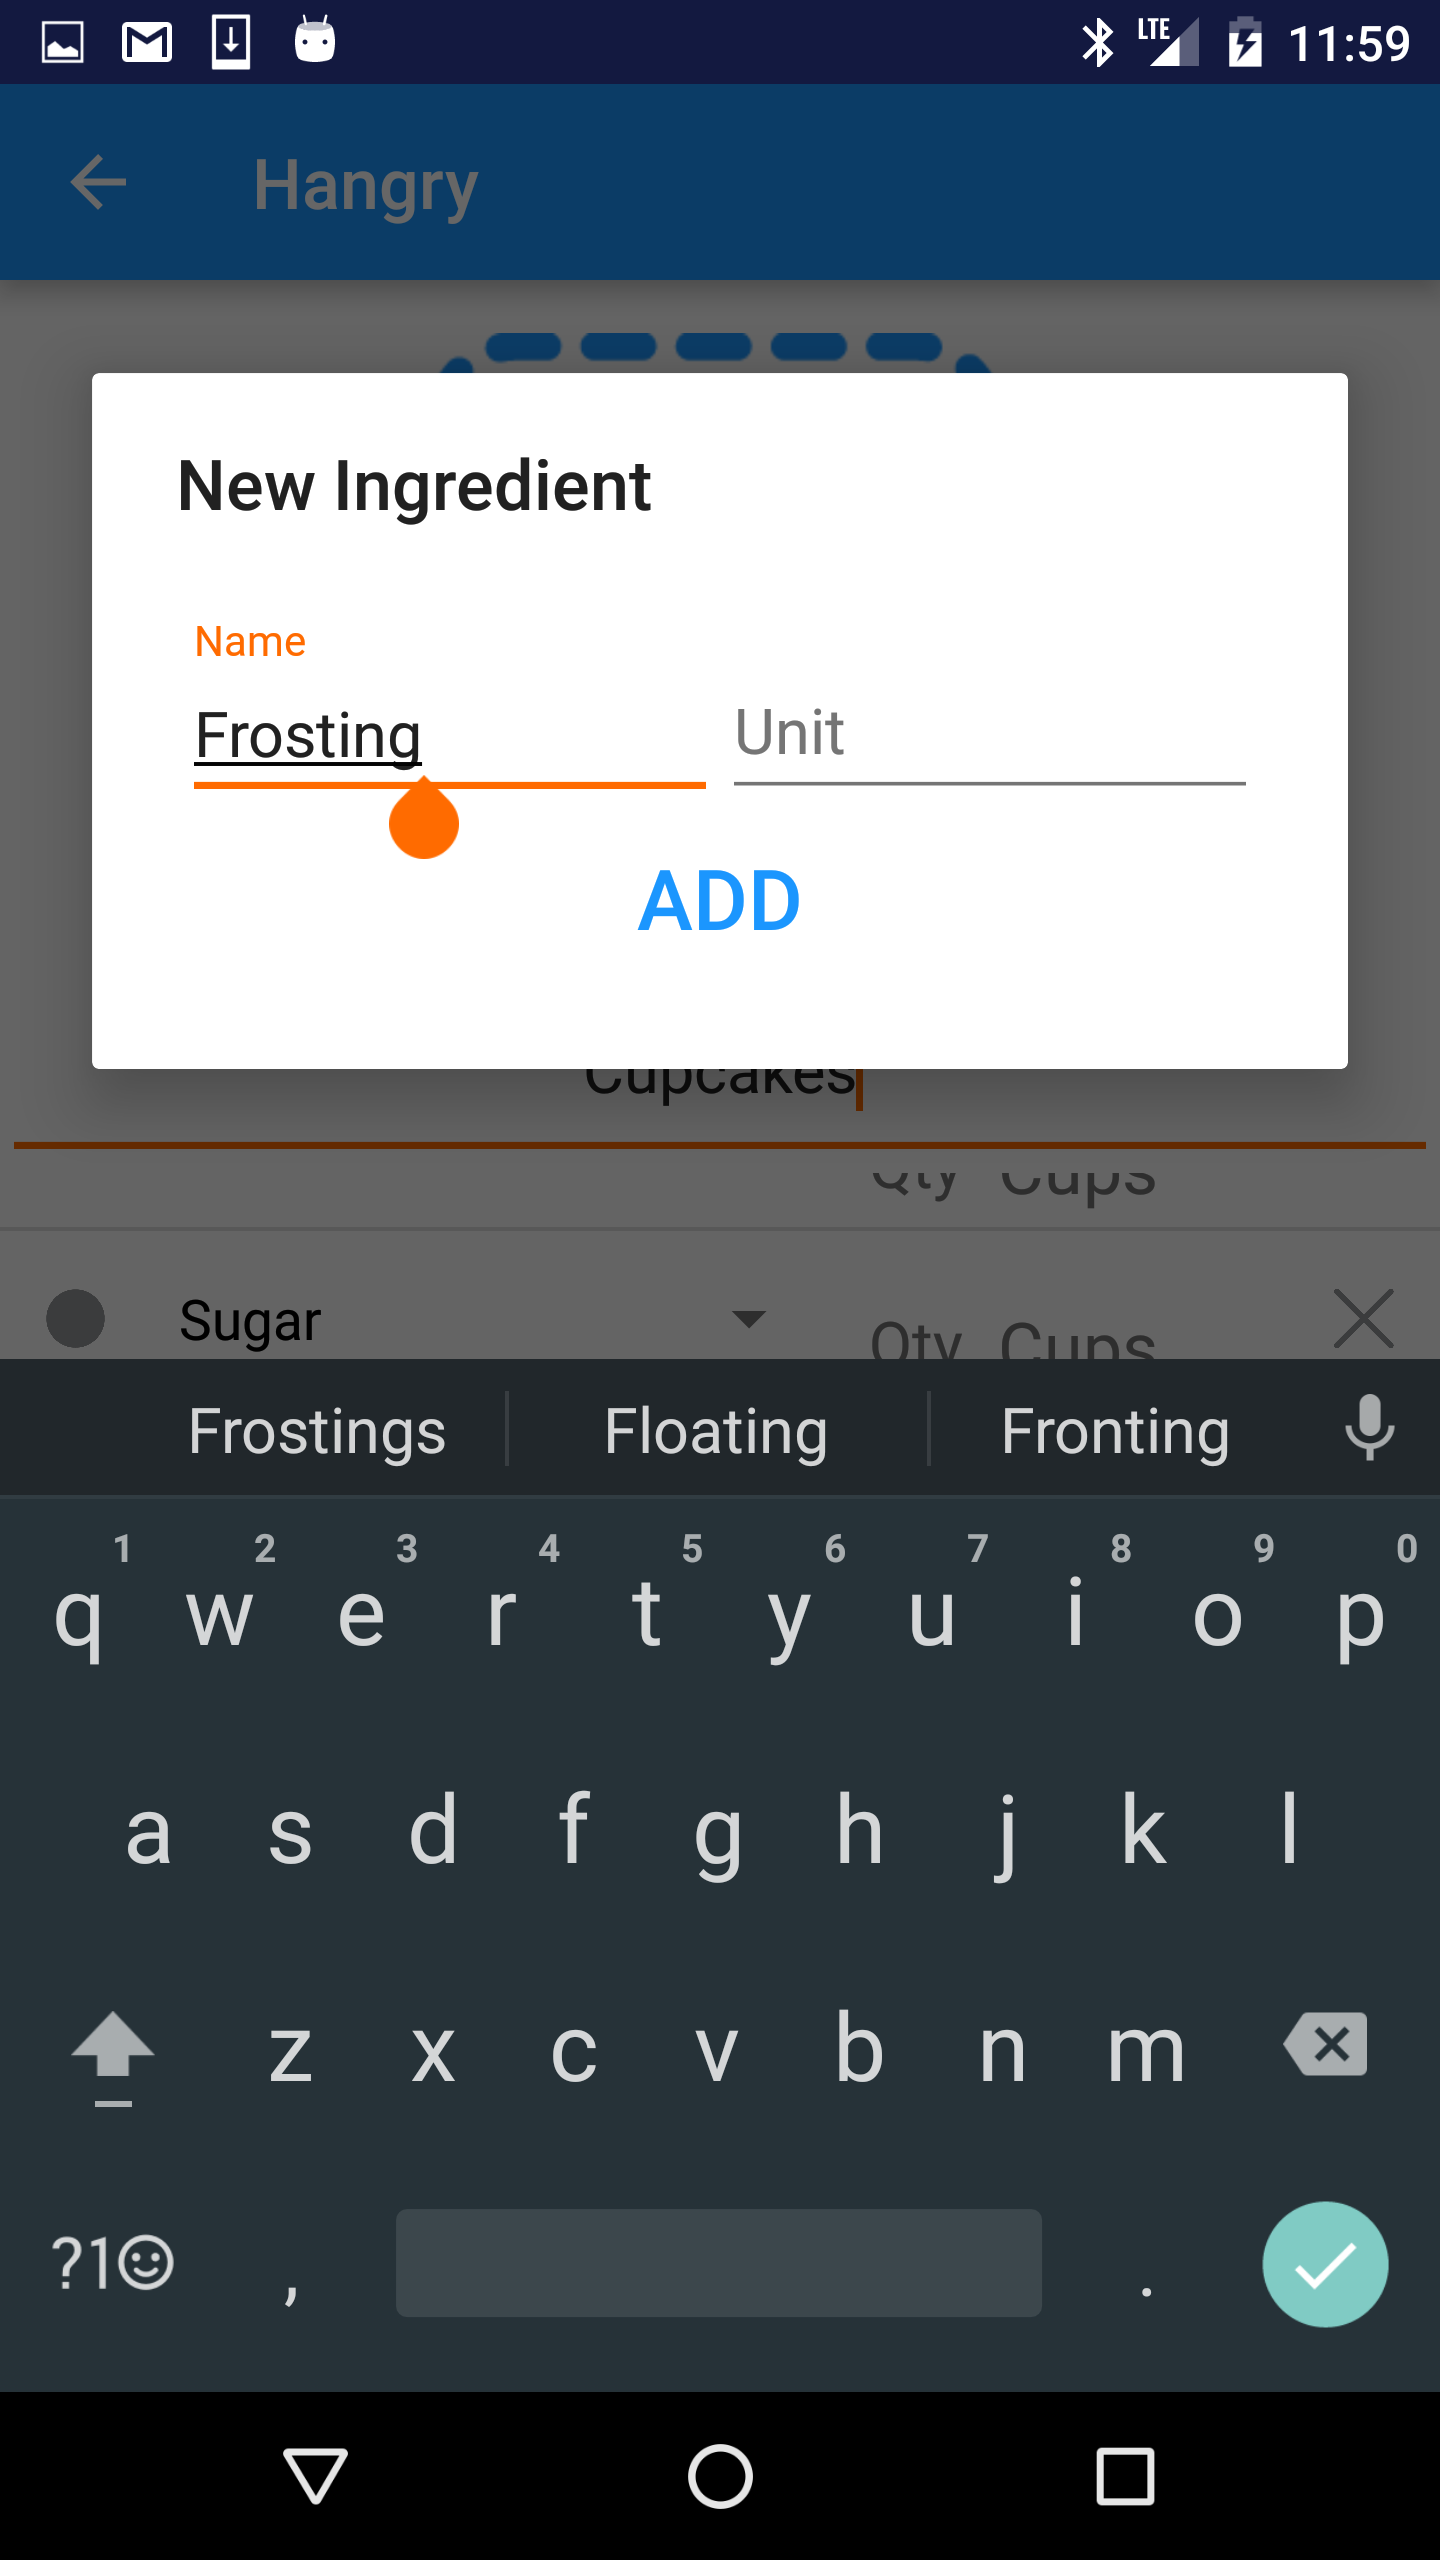 LTE 11:59
Hangry
New Ingredient
Name
Frosting Unit
ADD
Cupcakes
Qty Cups
Sugar Qty Cups
Frostings Floating Fronting
1 2 3 4 5 6 7 8 9 0
q w e r t y u i o p
a s d f g h j k l
z x c v b n m
?1 , .